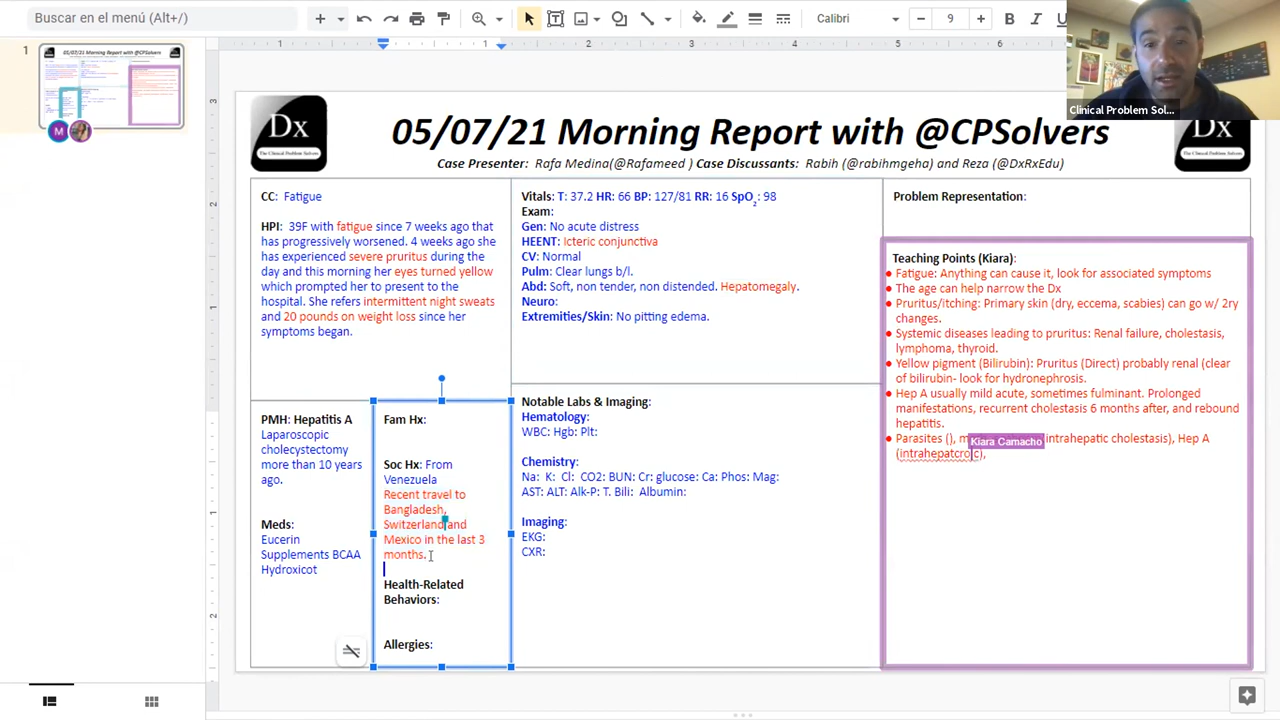 Buscar en el menú (Alt+/)
Calibri
9
B
I
U
Clinical Problem Sol...
1
Dx
The Clinical Problem Solvers
05/07/21 Morning Report with @CPSolvers
Case Presenter: Rafa Medina(@Rafameed ) Case Discussants: Rabih (@rabihmgeha) and Reza (@DxRxEdu)
Dx
The Clinical Problem Solvers
CC: Fatigue
HPI: 39F with fatigue since 7 weeks ago that
has progressively worsened. 4 weeks ago she
has experienced severe pruritus during the
day and this morning her eyes turned yellow
which prompted her to present to the
hospital. She refers intermittent night sweats
and 20 pounds on weight loss since her
symptoms began.
PMH: Hepatitis A
Laparoscopic
cholecystectomy
more than 10 years
ago.
Meds:
Eucerin
Supplements BCAA
Hydroxicot
Fam Hx:
Soc Hx: From
Venezuela
Recent travel to
Bangladesh,
Switzerland and
Mexico in the last 3
months.
Health-Related
Behaviors:
Allergies:
Vitals: T: 37.2 HR: 66 BP: 127/81 RR: 16 SpO2: 98
Exam:
Gen: No acute distress
HEENT: Icteric conjunctiva
CV: Normal
Pulm: Clear lungs b/l.
Abd: Soft, non tender, non distended. Hepatomegaly.
Neuro:
Extremities/Skin: No pitting edema.
Notable Labs & Imaging:
Hematology:
WBC: Hgb: Plt:
Chemistry:
Na: K: Cl: CO2: BUN: Cr: glucose: Ca: Phos: Mag:
AST: ALT: Alk-P: T. Bili: Albumin:
Imaging:
EKG:
CXR:
Problem Representation:
Teaching Points (Kiara):
● Fatigue: Anything can cause it, look for associated symptoms
● The age can help narrow the Dx
● Pruritus/itching: Primary skin (dry, eccema, scabies) can go w/ 2ry
changes.
● Systemic diseases leading to pruritus: Renal failure, cholestasis,
lymphoma, thyroid.
● Yellow pigment (Bilirubin): Pruritus (Direct) probably renal (clear
of bilirubin- look for hydronephrosis.
● Hep A usually mild acute, sometimes fulminant. Prolonged
manifestations, recurrent cholestasis 6 months after, and rebound
hepatitis.
● Parasites (), intrahepatic cholestasis), Hep A
(intrahepatcroic),
Kiara Camacho
M